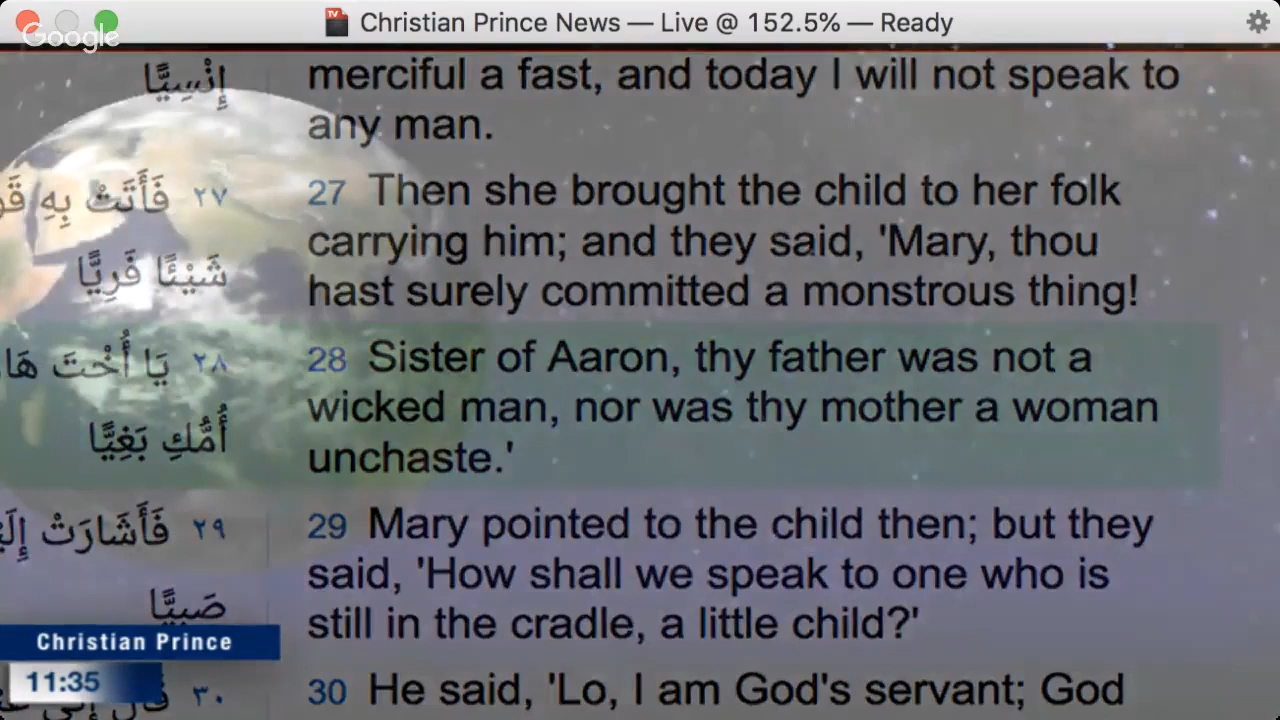 Christian Prince News — Live @ 152.5% — Ready
Google
إِنْسِيًّا
merciful a fast, and today I will not speak to
any man.
٢٧ فَأَتَتْ بِهِ
شَيْئًا فَرِيًّا
27 Then she brought the child to her folk
carrying him; and they said, 'Mary, thou
hast surely committed a monstrous thing!
٢٨ يَا أُخْتَ
أُمُّكِ بَغِيًّا
28 Sister of Aaron, thy father was not a
wicked man, nor was thy mother a woman
unchaste.'
٢٩ فَأَشَارَتْ
صَبِيًّا
29 Mary pointed to the child then; but they
said, 'How shall we speak to one who is
still in the cradle, a little child?'
٣٠
30 He said, 'Lo, I am God's servant; God
Christian Prince
11:35